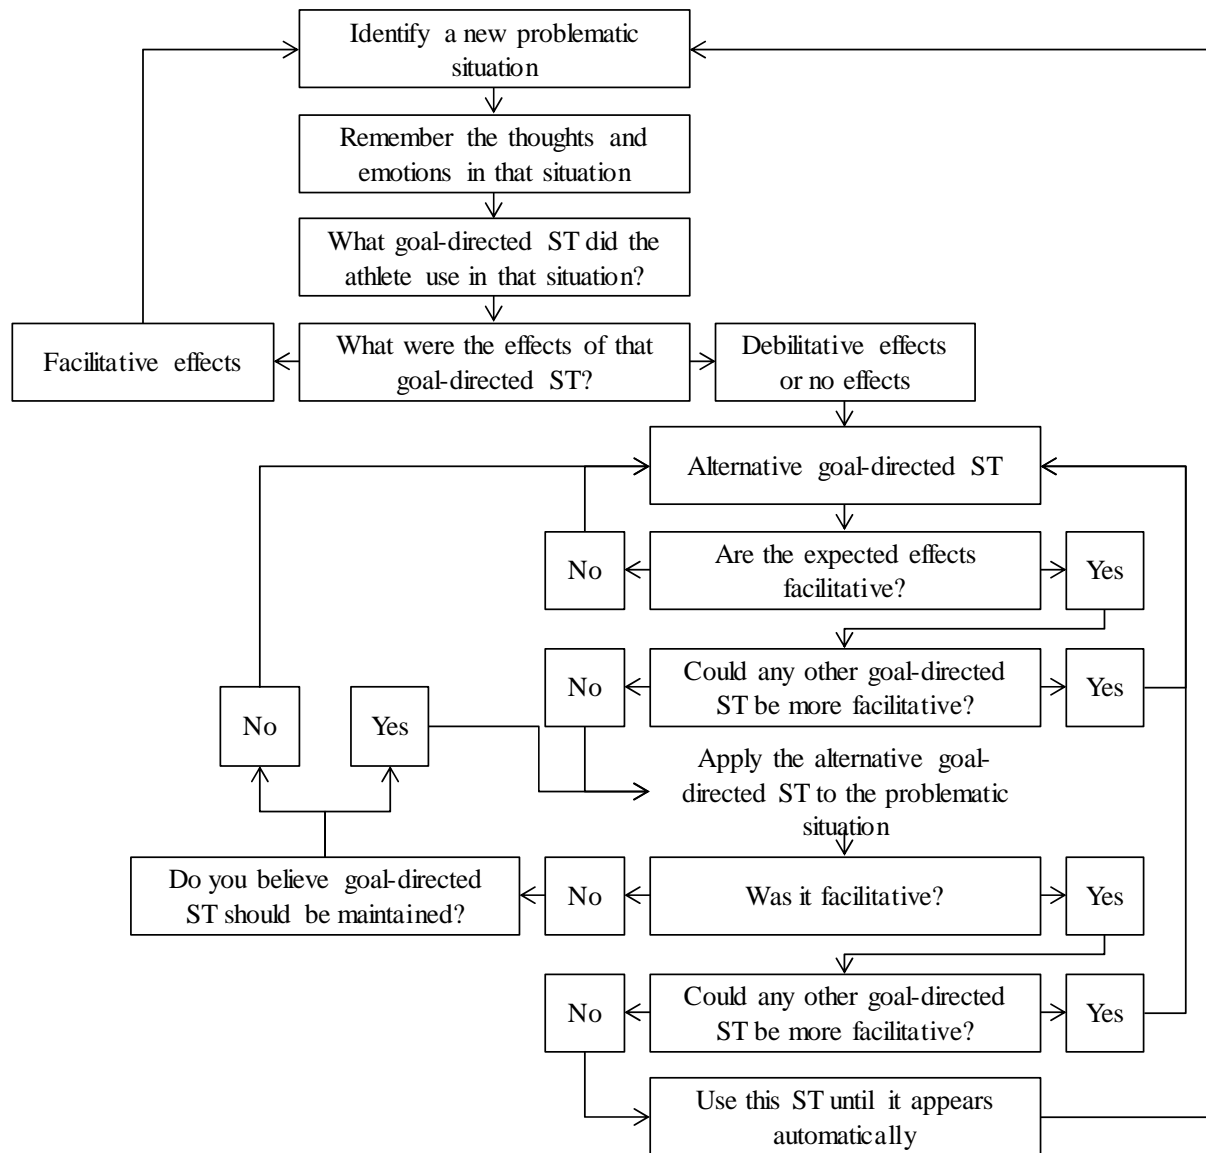 Identify a new problematic
situation
Remember the thoughts and
emotions in that situation
What goal-directed ST did the
athlete use in that situation?
Facilitative effects
What were the effects of that
goal-directed ST?
Debilitative effects
or no effects
Alternative goal-directed ST
No
Are the expected effects
facilitative?
Yes
No
Could any other goal-directed
ST be more facilitative?
Yes
No
Yes
Apply the alternative goal-
directed ST to the problematic
situation
Do you believe goal-directed
ST should be maintained?
No
Was it facilitative?
Yes
No
Could any other goal-directed
ST be more facilitative?
Yes
Use this ST until it appears
automatically